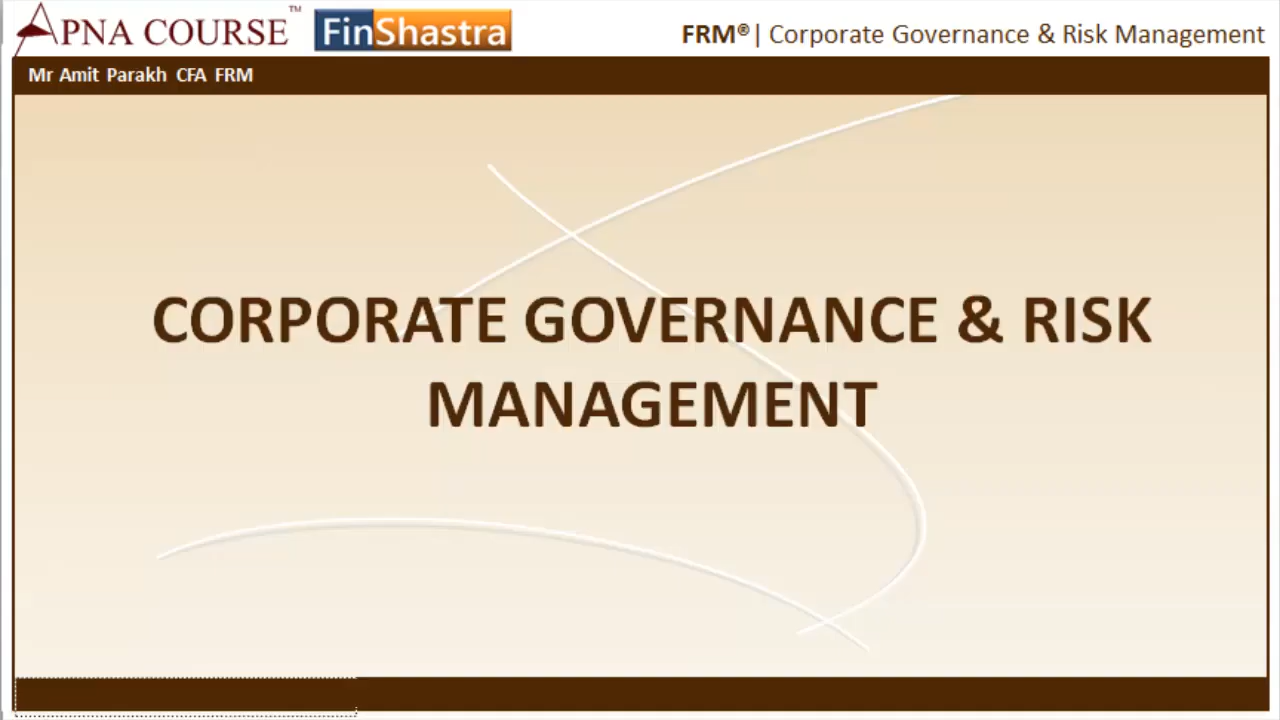 APNA COURSE™ FinShastra FRM®| Corporate Governance & Risk Management
Mr Amit Parakh CFA FRM
CORPORATE GOVERNANCE & RISK
MANAGEMENT